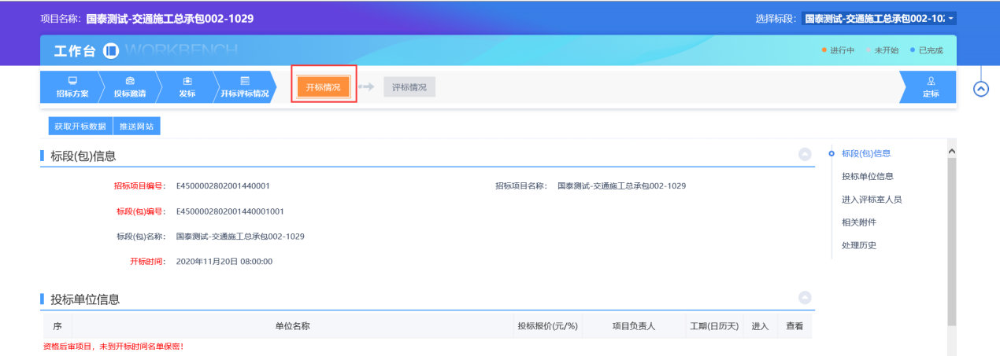 项目名称: 国泰测试-交通施工总承包002-1029 选择标段: 国泰测试-交通施工总承包002-10
工作台 WORKBENCH 进行中 未开始 已完成
招标方案 投标邀请 发标 开标评标情况 开标情况 评标情况 定标
获取开标数据 推送网站
标段(包)信息
招标项目编号: E4500002802001440001 招标项目名称: 国泰测试-交通施工总承包002-1029
标段(包)编号: E4500002802001440001001
标段(包)名称: 国泰测试-交通施工总承包002-1029
开标时间: 2020年11月20日 08:00:00
投标单位信息
序 单位名称 投标报价(元/%) 项目负责人 工期(日历天) 进入 查看
资格后审项目，未到开标时间名单保密!
标段(包)信息
投标单位信息
进入评标室人员
相关附件
处理历史